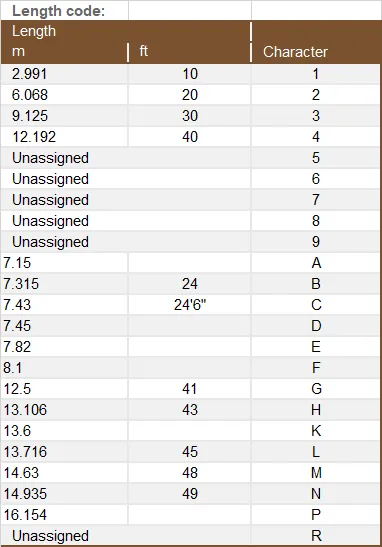 Length code:
Length
m ft Character
2.991 10 1
6.068 20 2
9.125 30 3
12.192 40 4
Unassigned 5
Unassigned 6
Unassigned 7
Unassigned 8
Unassigned 9
7.15 A
7.315 24 B
7.43 24'6" C
7.45 D
7.82 E
8.1 F
12.5 41 G
13.106 43 H
13.6 K
13.716 45 L
14.63 48 M
14.935 49 N
16.154 P
Unassigned R